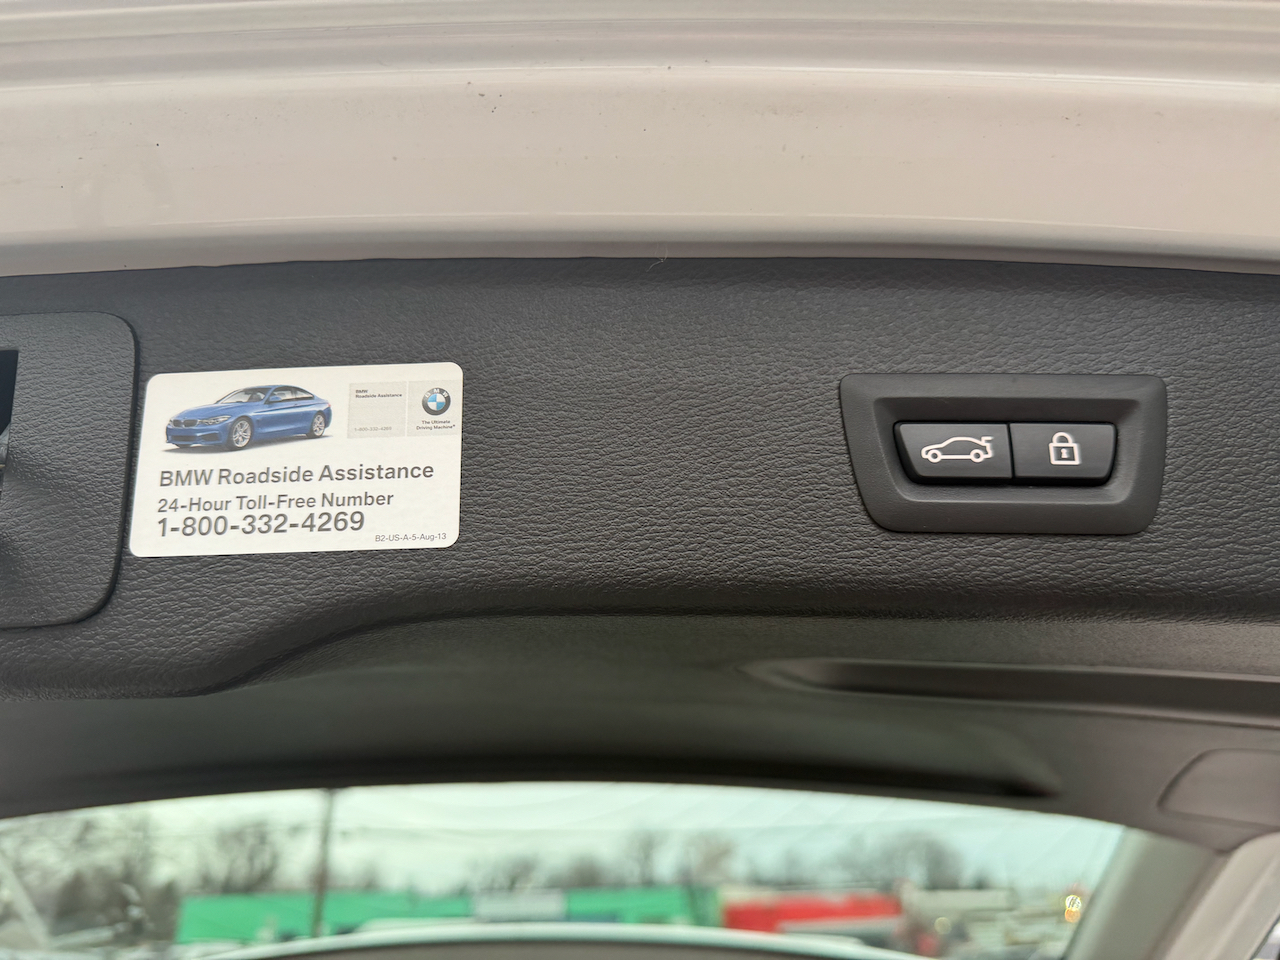 BMW
Roadside Assistance
1-800-332-4269
BMW
The Ultimate
Driving Machine®
BMW Roadside Assistance
24-Hour Toll-Free Number
1-800-332-4269
B2-US-A-5-Aug-13